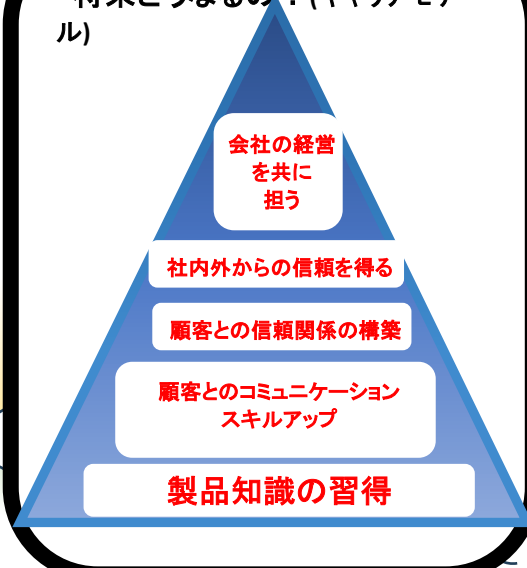 ル)
会社の経営
を共に
担う
社内外からの信頼を得る
顧客との信頼関係の構築
顧客とのコミュニケーション
スキルアップ
製品知識の習得